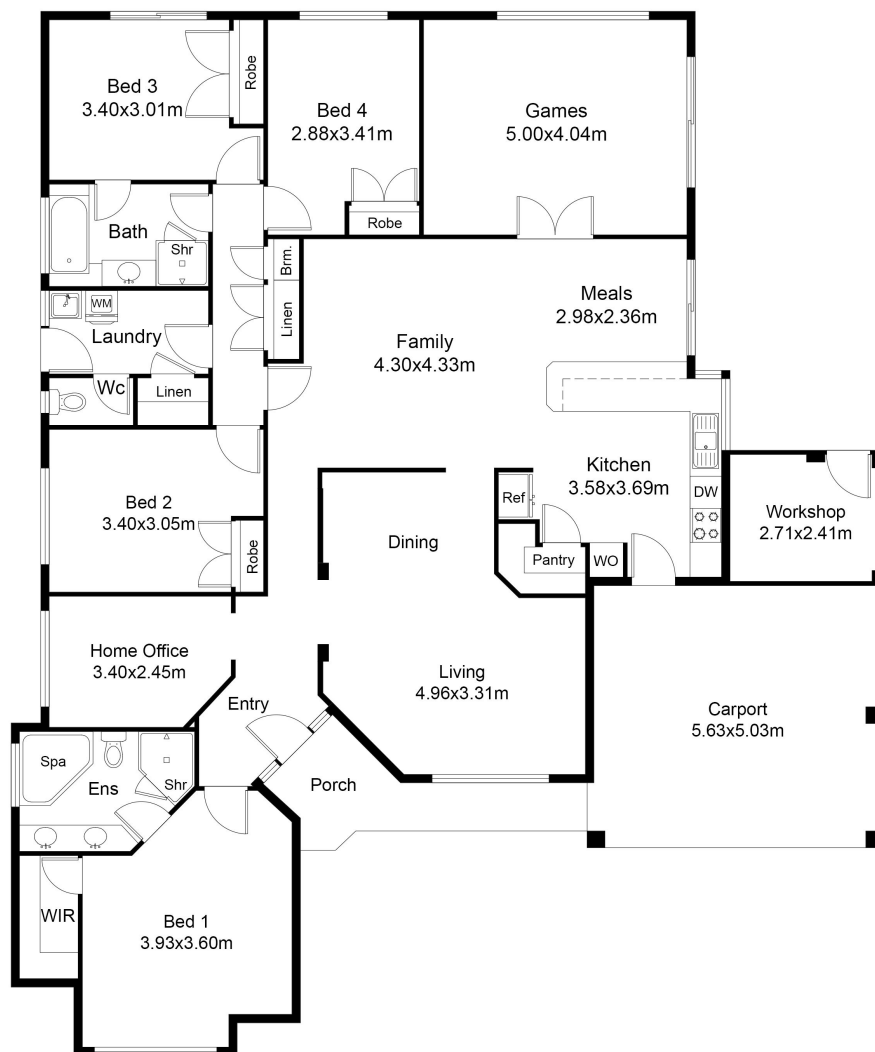 Bed 3
3.40x3.01m
Robe
Bed 4
2.88x3.41m
Robe
Games
5.00x4.04m
Bath
Shr
Brm.
Linen
WM
Laundry
Wc
Linen
Family
4.30x4.33m
Meals
2.98x2.36m
Kitchen
3.58x3.69m
DW
Ref
Pantry
WO
Workshop
2.71x2.41m
Bed 2
3.40x3.05m
Robe
Dining
Home Office
3.40x2.45m
Living
4.96x3.31m
Entry
Carport
5.63x5.03m
Porch
Spa
Ens
Shr
WIR
Bed 1
3.93x3.60m